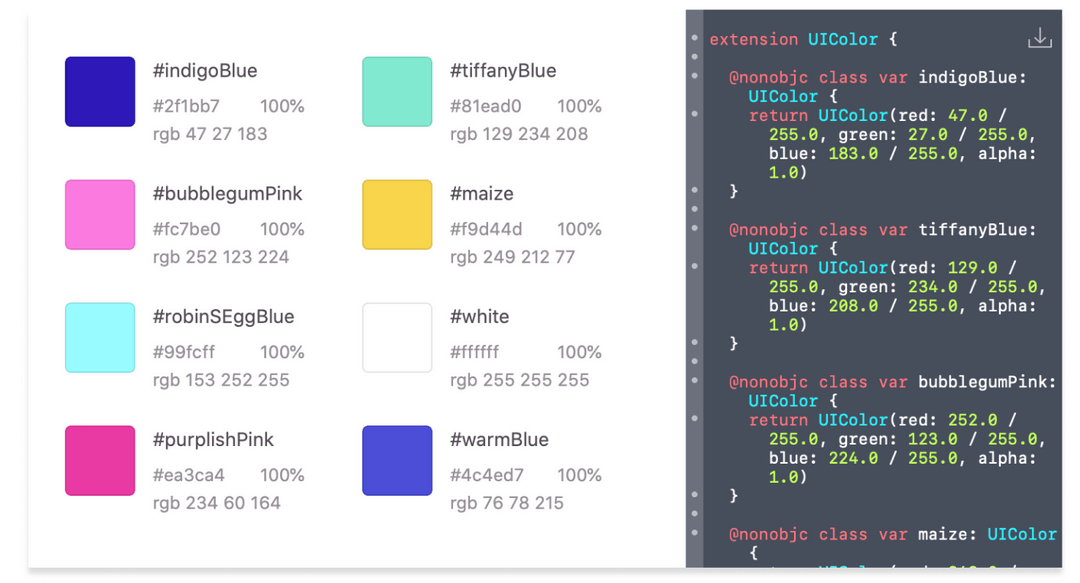 #indigoBlue
#2f1bb7 100%
rgb 47 27 183
#tiffanyBlue
#81ead0 100%
rgb 129 234 208
#bubblegumPink
#fc7be0 100%
rgb 252 123 224
#maize
#f9d44d 100%
rgb 249 212 77
#robinSEggBlue
#99fcff 100%
rgb 153 252 255
#white
#ffffff 100%
rgb 255 255 255
#purplishPink
#ea3ca4 100%
rgb 234 60 164
#warmBlue
#4c4ed7 100%
rgb 76 78 215
extension UIColor {
@nonobjc class var indigoBlue:
UIColor {
return UIColor(red: 47.0 /
255.0, green: 27.0 / 255.0,
blue: 183.0 / 255.0, alpha:
1.0)
}
@nonobjc class var tiffanyBlue:
UIColor {
return UIColor(red: 129.0 /
255.0, green: 234.0 / 255.0,
blue: 208.0 / 255.0, alpha:
1.0)
}
@nonobjc class var bubblegumPink:
UIColor {
return UIColor(red: 252.0 /
255.0, green: 123.0 / 255.0,
blue: 224.0 / 255.0, alpha:
1.0)
}
@nonobjc class var maize: UIColor
{